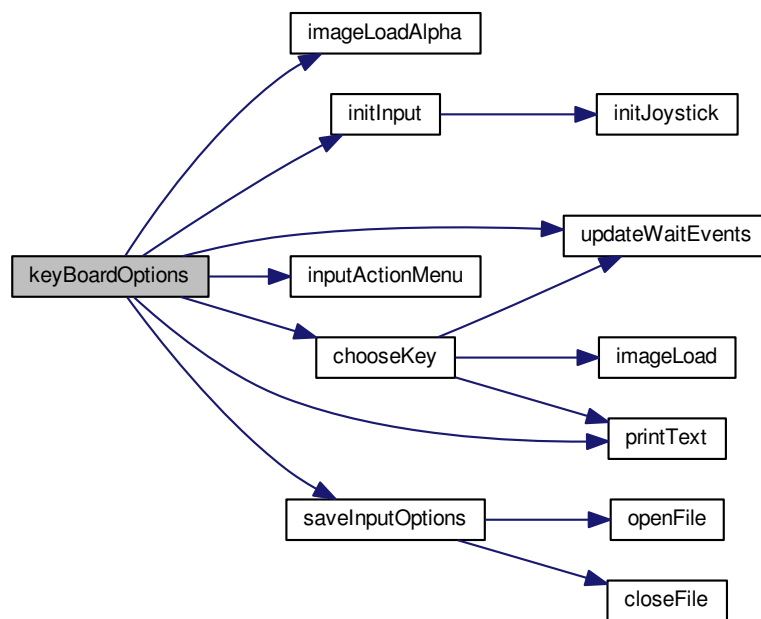 imageLoadAlpha
initInput
initJoystick
updateWaitEvents
keyBoardOptions
inputActionMenu
chooseKey
imageLoad
printText
saveInputOptions
openFile
closeFile